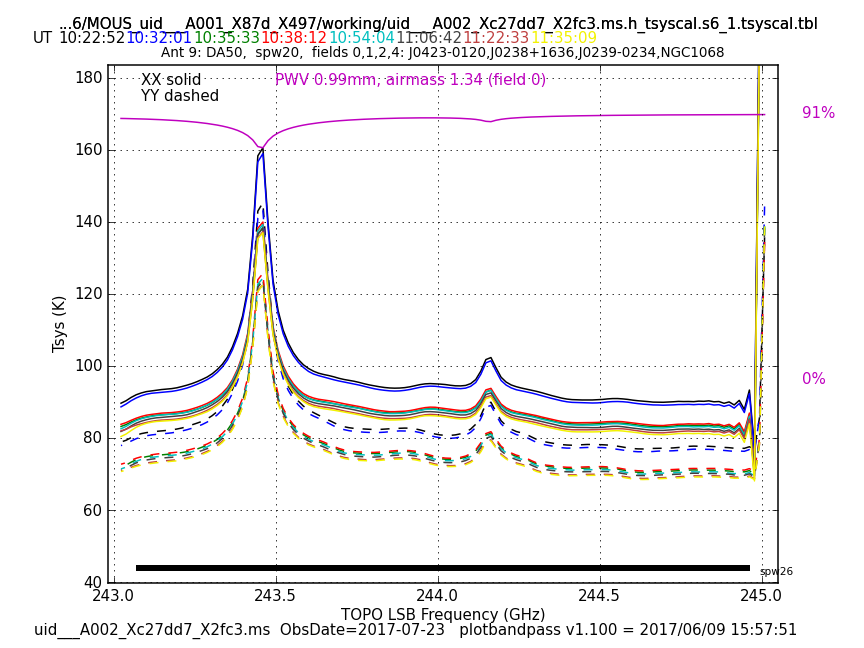 ...6/MOUS_uid___A001_X87d_X497/working/uid___A002_Xc27dd7_X2fc3.ms.h_tsyscal.s6_1.tsyscal.tbl
UT 10:22:52 10:32:01 10:35:33 10:38:12 10:54:04 11:06:42 11:22:33 11:35:09
Ant 9: DA50,  spw20,  fields 0,1,2,4: J0423-0120,J0238+1636,J0239-0234,NGC1068
XX solid
YY dashed
PWV 0.99mm, airmass 1.34 (field 0)
91%
0%
180
160
140
120
100
80
60
40
Tsys (K)
spw26
243.0 243.5 244.0 244.5 245.0
TOPO LSB Frequency (GHz)
uid___A002_Xc27dd7_X2fc3.ms  ObsDate=2017-07-23   plotbandpass v1.100 = 2017/06/09 15:57:51